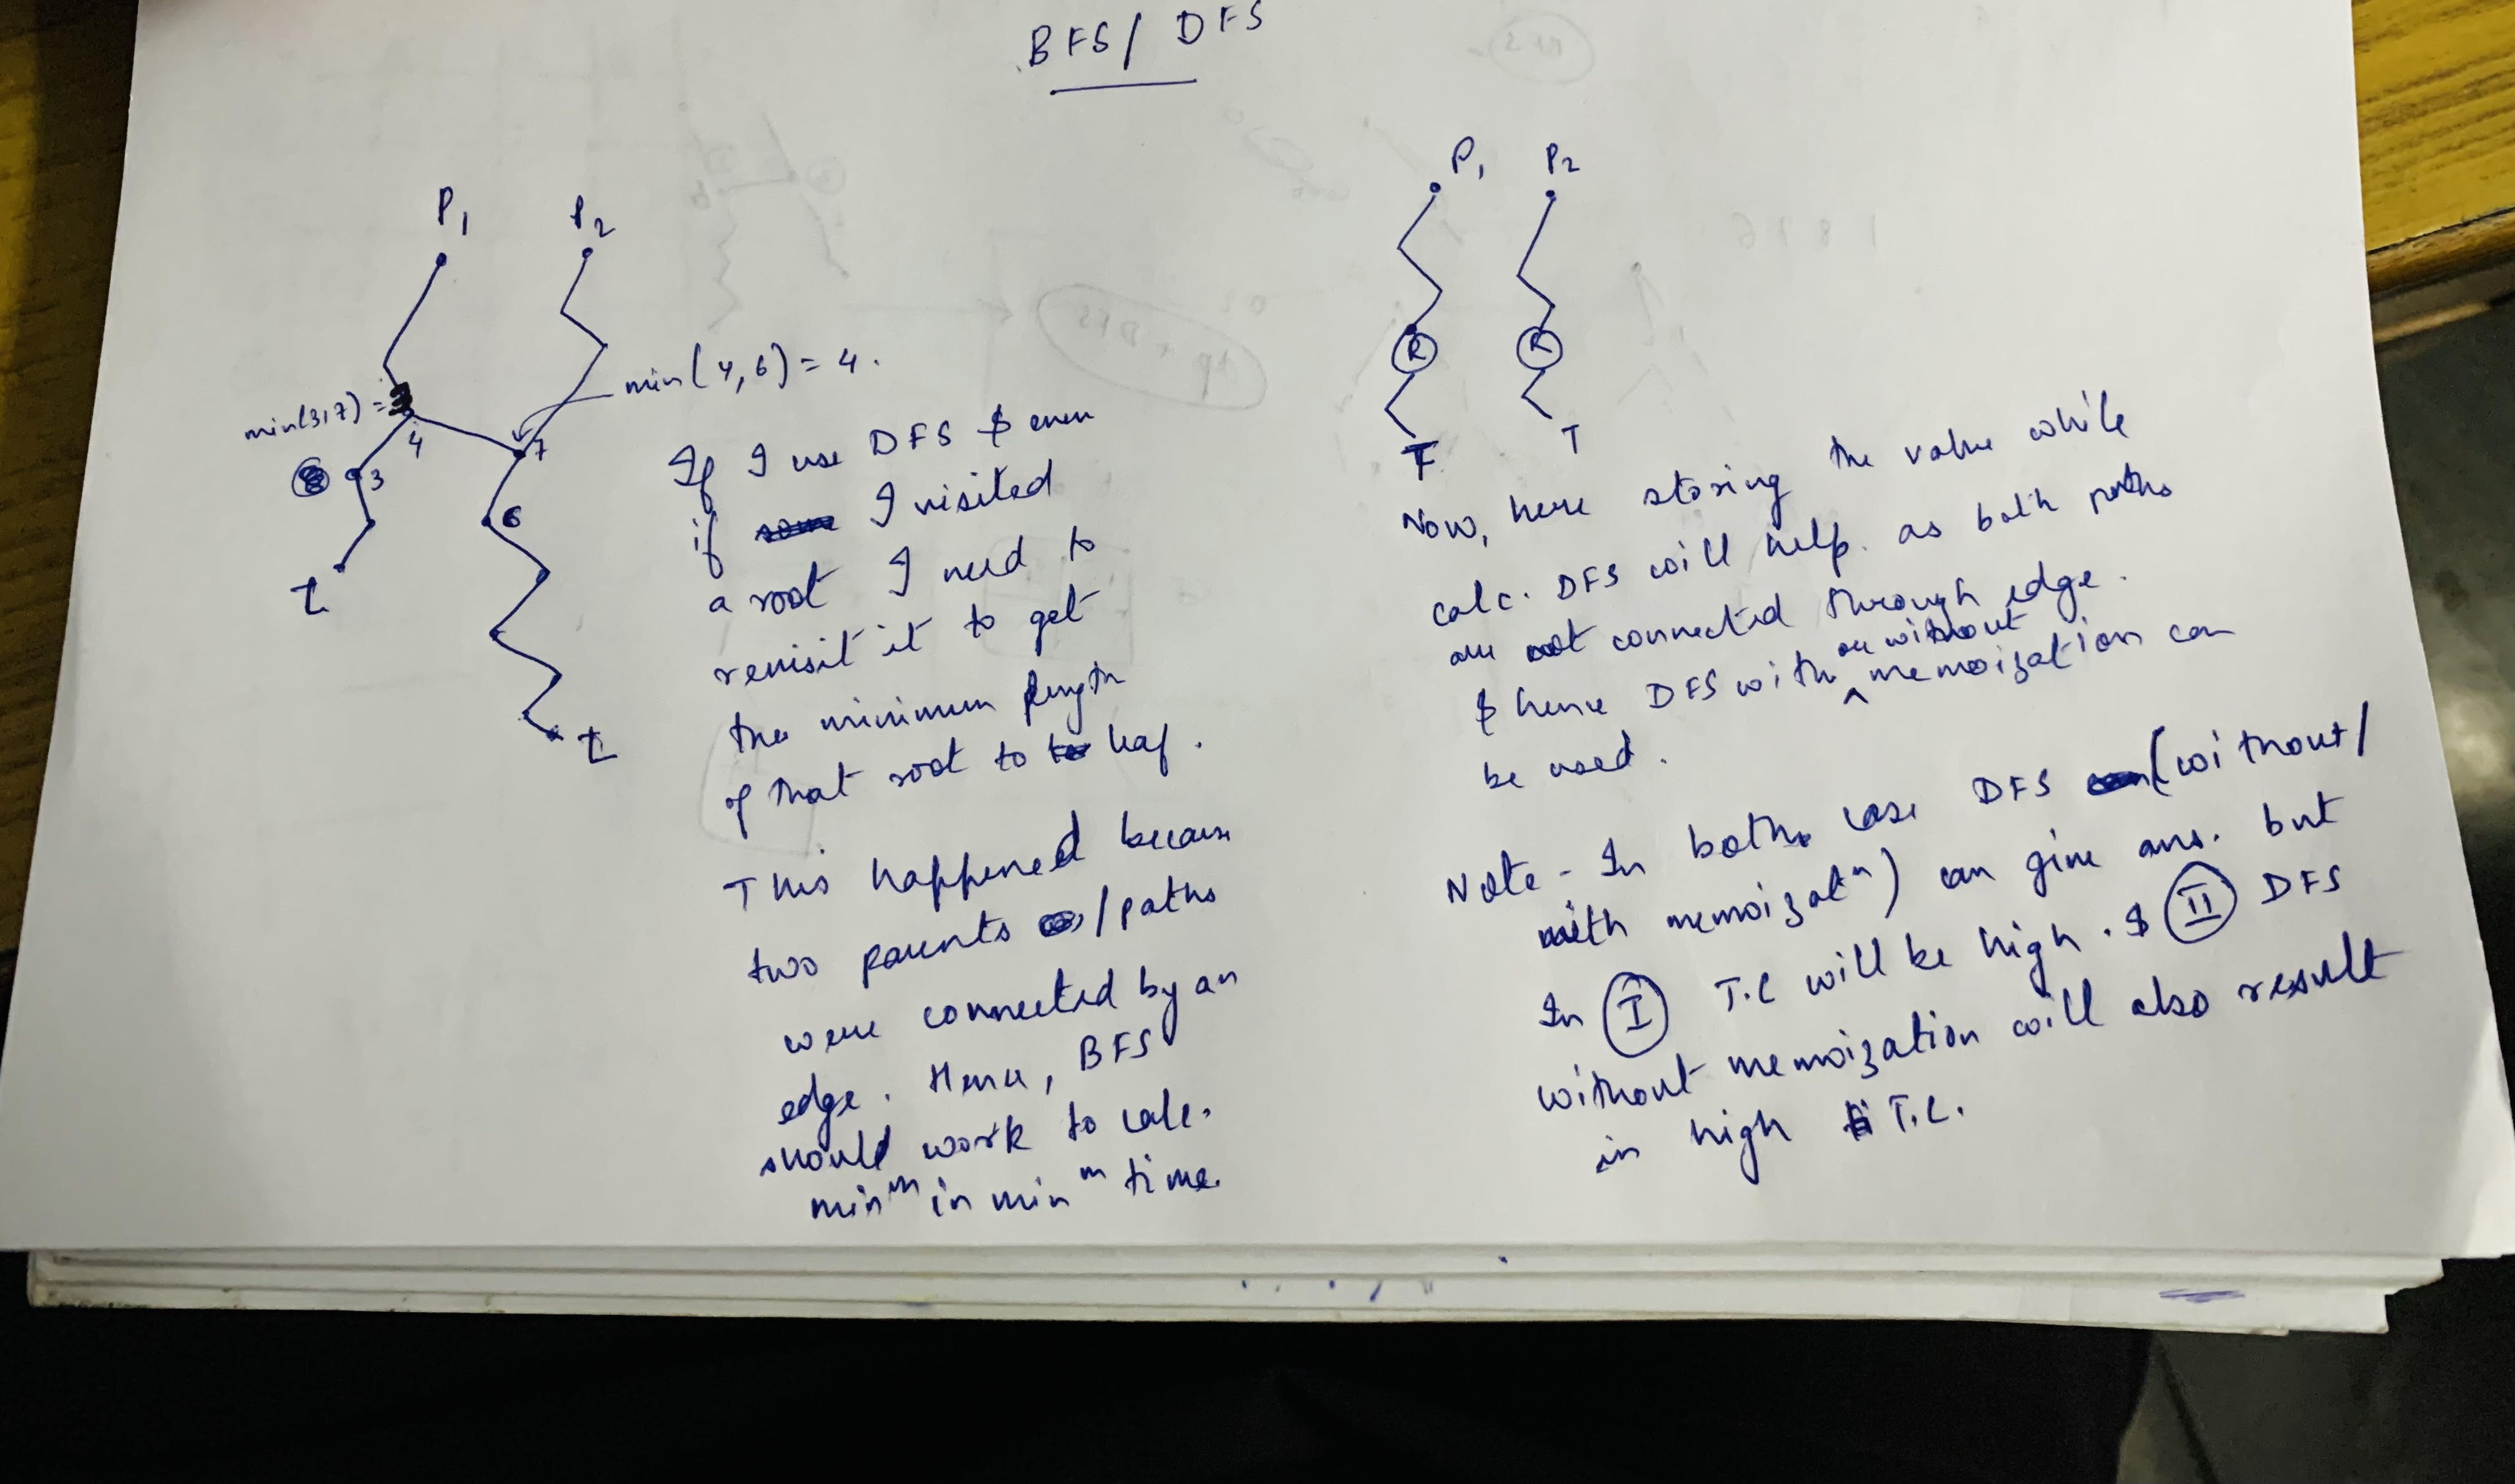 BFS/ DFS
P1
P2
min(4,6) = 4.
min(3,7) =
4
7
3
6
L
L
If I use DFS & even
if I visited
a root I need to
revisit it to get
the minimum length
of that root to leaf.
This happened because
two parents /paths
were connected by an
edge. Hence, BFS
should work to calc.
minm in minm time.
P1
P2
R
R
T
Now, here storing the value while
calc. DFS will help. as both paths
are not connected through edge.
& hence DFS with or without memoization can
be used.
Note - In both case DFS (without/
with memoizatn) can give ans. but
In I T.C will be high. & II DFS
without memoization will also result
in high T.C.